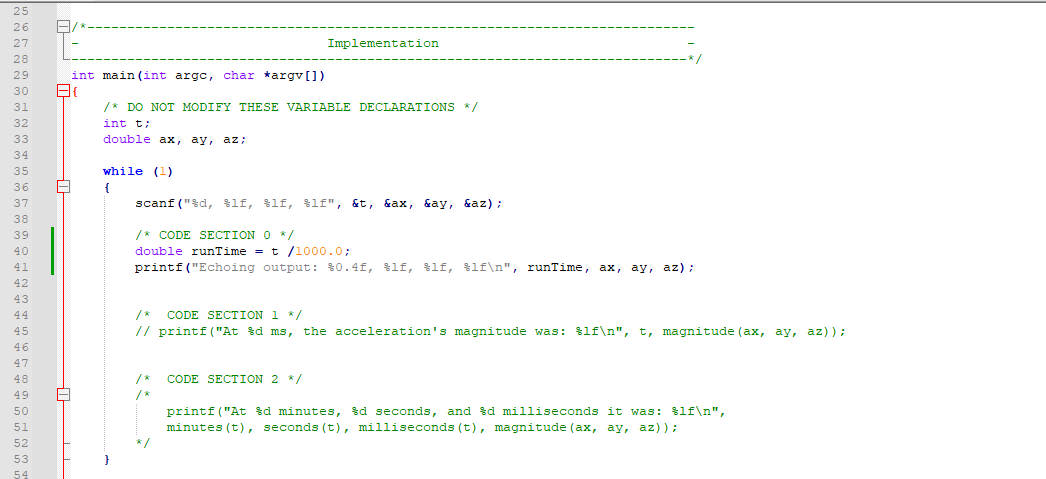 25
26 /*----------------------------------------------------------------------------
27 - Implementation -
28 -----------------------------------------------------------------------------*/
29 int main(int argc, char *argv[])
30 {
31 /* DO NOT MODIFY THESE VARIABLE DECLARATIONS */
32 int t;
33 double ax, ay, az;
34
35 while (1)
36 {
37 scanf("%d, %lf, %lf, %lf", &t, &ax, &ay, &az);
38
39 /* CODE SECTION 0 */
40 double runTime = t /1000.0;
41 printf("Echoing output: %0.4f, %lf, %lf, %lf\n", runTime, ax, ay, az);
42
43
44 /*  CODE SECTION 1 */
45 // printf("At %d ms, the acceleration's magnitude was: %lf\n", t, magnitude(ax, ay, az));
46
47
48 /*  CODE SECTION 2 */
49 /*
50 printf("At %d minutes, %d seconds, and %d milliseconds it was: %lf\n",
51 minutes(t), seconds(t), milliseconds(t), magnitude(ax, ay, az));
52 */
53 }
54